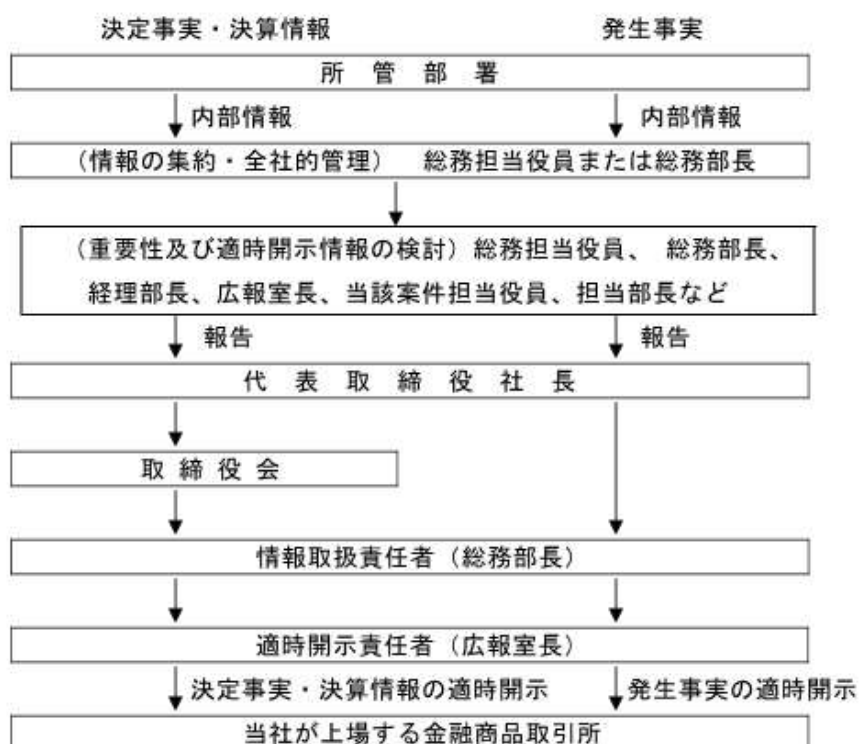 決定事実・決算情報 発生事実
所管部署
内部情報 内部情報
（情報の集約・全社的管理） 総務担当役員または総務部長
（重要性及び適時開示情報の検討）総務担当役員、 総務部長、
経理部長、広報室長、当該案件担当役員、担当部長など
報告 報告
代表取締役社長
取締役会
情報取扱責任者（総務部長）
適時開示責任者（広報室長）
決定事実・決算情報の適時開示 発生事実の適時開示
当社が上場する金融商品取引所